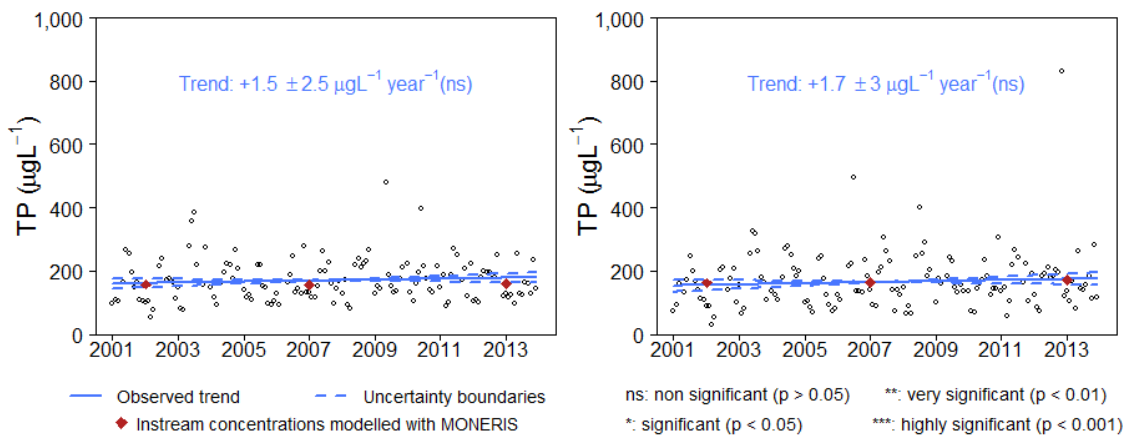 1,000
800
600
400
200
0
TP (µgL⁻¹)
Trend: +1.5 ±2.5 µgL⁻¹ year⁻¹(ns)
2001 2003 2005 2007 2009 2011 2013
1,000
800
600
400
200
0
TP (µgL⁻¹)
Trend: +1.7 ±3 µgL⁻¹ year⁻¹(ns)
2001 2003 2005 2007 2009 2011 2013
Observed trend
Uncertainty boundaries
Instream concentrations modelled with MONERIS
ns: non significant (p > 0.05)
**: very significant (p < 0.01)
*: significant (p < 0.05)
***: highly significant (p < 0.001)